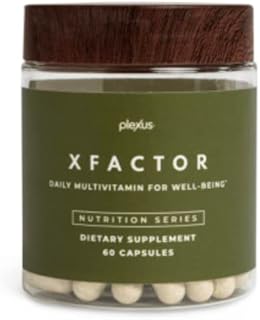 plexus
XFACTOR
DAILY MULTIVITAMIN FOR WELL-BEING*
NUTRITION SERIES
DIETARY SUPPLEMENT
60 CAPSULES